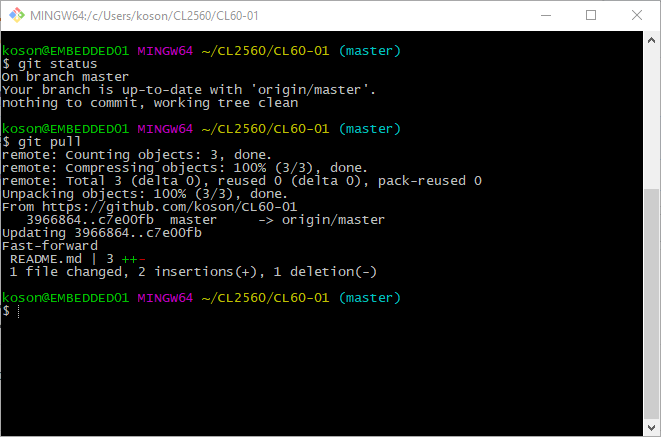 MINGW64:/c/Users/koson/CL2560/CL60-01
koson@EMBEDDED01 MINGW64 ~/CL2560/CL60-01 (master)
$ git status
On branch master
Your branch is up-to-date with 'origin/master'.
nothing to commit, working tree clean
koson@EMBEDDED01 MINGW64 ~/CL2560/CL60-01 (master)
$ git pull
remote: Counting objects: 3, done.
remote: Compressing objects: 100% (3/3), done.
remote: Total 3 (delta 0), reused 0 (delta 0), pack-reused 0
Unpacking objects: 100% (3/3), done.
From https://github.com/koson/CL60-01
   3966864..c7e00fb  master     -> origin/master
Updating 3966864..c7e00fb
Fast-forward
 README.md | 3 ++-
 1 file changed, 2 insertions(+), 1 deletion(-)
koson@EMBEDDED01 MINGW64 ~/CL2560/CL60-01 (master)
$